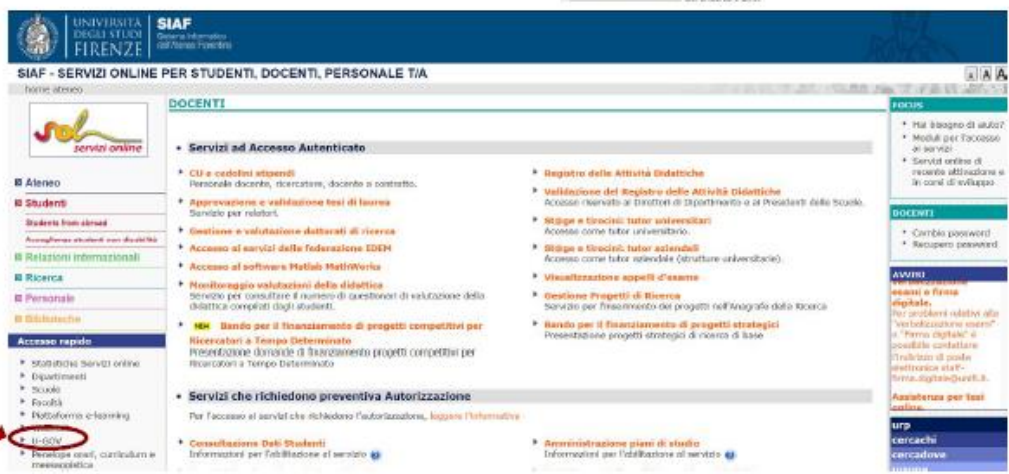 UNIVERSITÀ
DEGLI STUDI
FIRENZE
SIAF
Sistema Informatico
dell'Ateneo Fiorentino
SIAF - SERVIZI ONLINE PER STUDENTI, DOCENTI, PERSONALE T/A
A A A
home ateneo
sol
servizi online
Ateneo
Studenti
Students from abroad
Accoglienza studenti con disabilità
Relazioni internazionali
Ricerca
Personale
Biblioteche
Accesso rapido
Statistiche Servizi online
Dipartimenti
Scuole
Facoltà
Piattaforma e-learning
U-GOV
Penelope orari, curriculum e
messaggistica
DOCENTI
Servizi ad Accesso Autenticato
CU e cedolini stipendi
Personale docente, ricercatore, docente a contratto.
Approvazione e validazione tesi di laurea
Servizio per relatori.
Gestione e valutazione dottorati di ricerca
Accesso ai servizi della federazione IDEM
Accesso al software Matlab MathWorks
Monitoraggio valutazioni della didattica
Servizio per consultare il numero di questionari di valutazione della
didattica compilati dagli studenti.
NEW Bando per il finanziamento di progetti competitivi per
Ricercatori a Tempo Determinato
Presentazione domande di finanziamento progetti competitivi per
Ricercatori a Tempo Determinato
Registro delle Attività Didattiche
Validazione del Registro delle Attività Didattiche
Accesso riservato ai Direttori di Dipartimento e ai Presidenti della Scuola.
St@ge e tirocini: tutor universitari
Accesso come tutor universitario.
St@ge e tirocini: tutor aziendali
Accesso come tutor aziendale (strutture universitarie).
Visualizzazione appelli d'esame
Gestione Progetti di Ricerca
Servizio per l'inserimento dei progetti nell'Anagrafe della Ricerca
Bando per il finanziamento di progetti strategici
Presentazione progetti strategici di ricerca di base
Servizi che richiedono preventiva Autorizzazione
Per l'accesso ai servizi che richiedono l'autorizzazione, leggere l'informativa
Consultazione Dati Studenti
Informazioni per l'abilitazione al servizio
Amministrazione piani di studio
Informazioni per l'abilitazione al servizio
FOCUS
Hai bisogno di aiuto?
Moduli per l'accesso
ai servizi
Servizi online di
recente attivazione e
in corso di sviluppo
DOCENTI
Cambio password
Recupero password
AVVISI
esami e firma
digitale.
Per problemi relativi alla
"verbalizzazione esami"
o "firma digitale" è
possibile contattare
l'indirizzo di posta
elettronica staff-
firma.digitale@unifi.it.
Assistenza per tesi
online.
urp
cercachi
cercadove